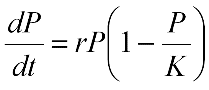 dP/dt = rP(1 − P/K)